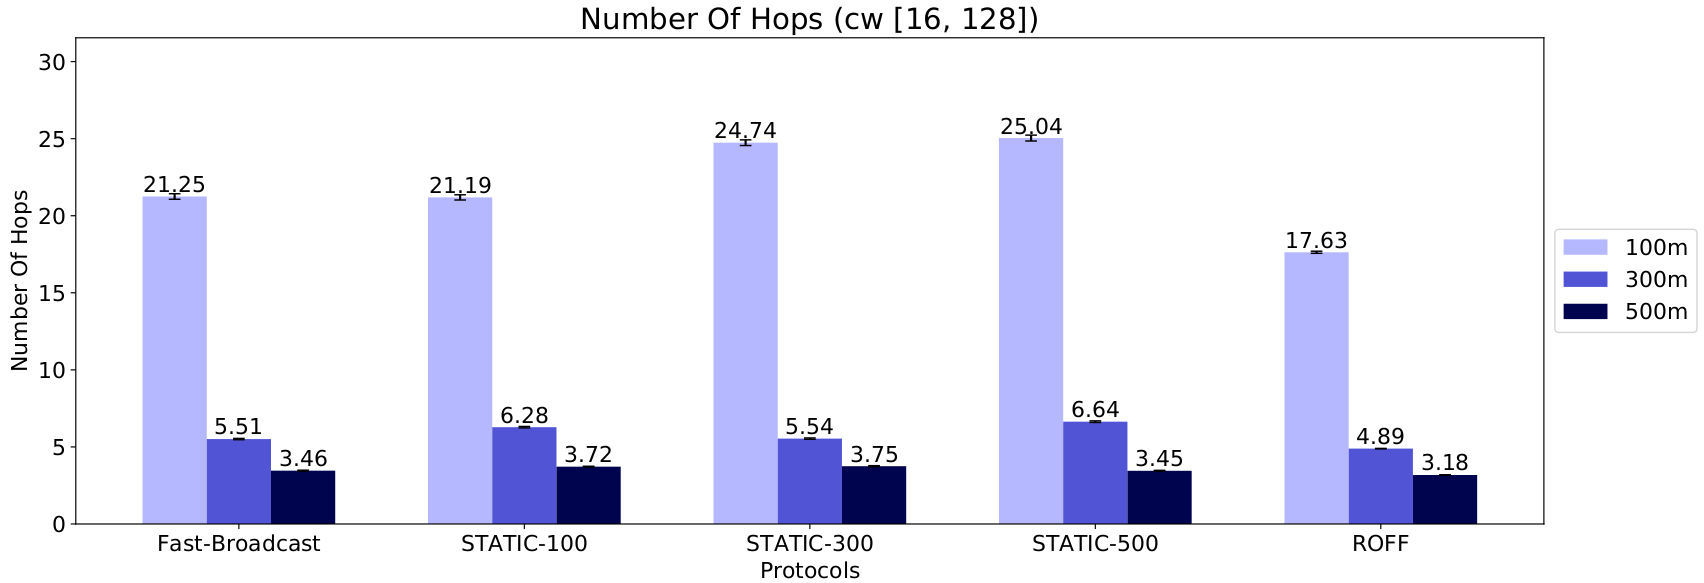 Number Of Hops (cw [16, 128])
Number Of Hops
30
25
20
15
10
5
0
21.25
5.51
3.46
21.19
6.28
3.72
24.74
5.54
3.75
25.04
6.64
3.45
17.63
4.89
3.18
Fast-Broadcast
STATIC-100
STATIC-300
STATIC-500
ROFF
Protocols
100m
300m
500m